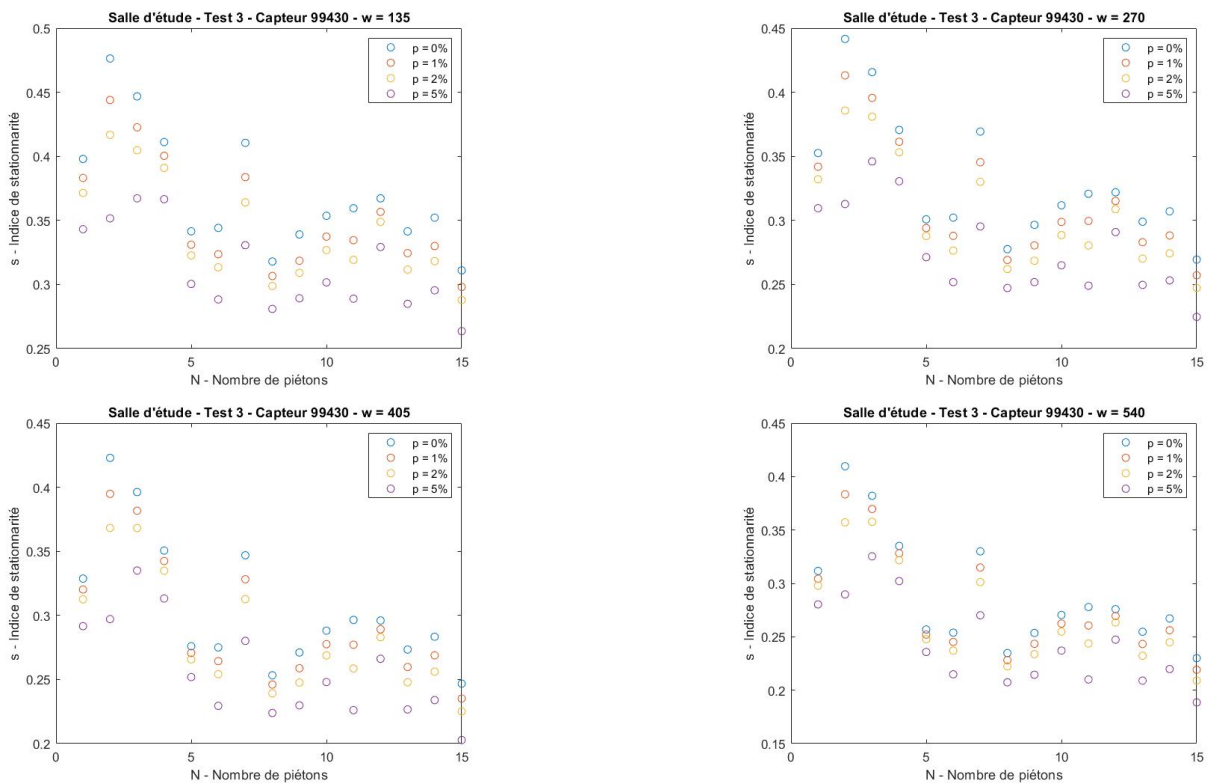 Salle d'étude - Test 3 - Capteur 99430 - w = 135
0.5
0.45
0.4
0.35
0.3
0.25
s - Indice de stationnarité
0
5
10
15
N - Nombre de piétons
p = 0%
p = 1%
p = 2%
p = 5%
Salle d'étude - Test 3 - Capteur 99430 - w = 270
0.45
0.4
0.35
0.3
0.25
0.2
s - Indice de stationnarité
0
5
10
15
N - Nombre de piétons
p = 0%
p = 1%
p = 2%
p = 5%
Salle d'étude - Test 3 - Capteur 99430 - w = 405
0.45
0.4
0.35
0.3
0.25
0.2
s - Indice de stationnarité
0
5
10
15
N - Nombre de piétons
p = 0%
p = 1%
p = 2%
p = 5%
Salle d'étude - Test 3 - Capteur 99430 - w = 540
0.45
0.4
0.35
0.3
0.25
0.2
0.15
s - Indice de stationnarité
0
5
10
15
N - Nombre de piétons
p = 0%
p = 1%
p = 2%
p = 5%